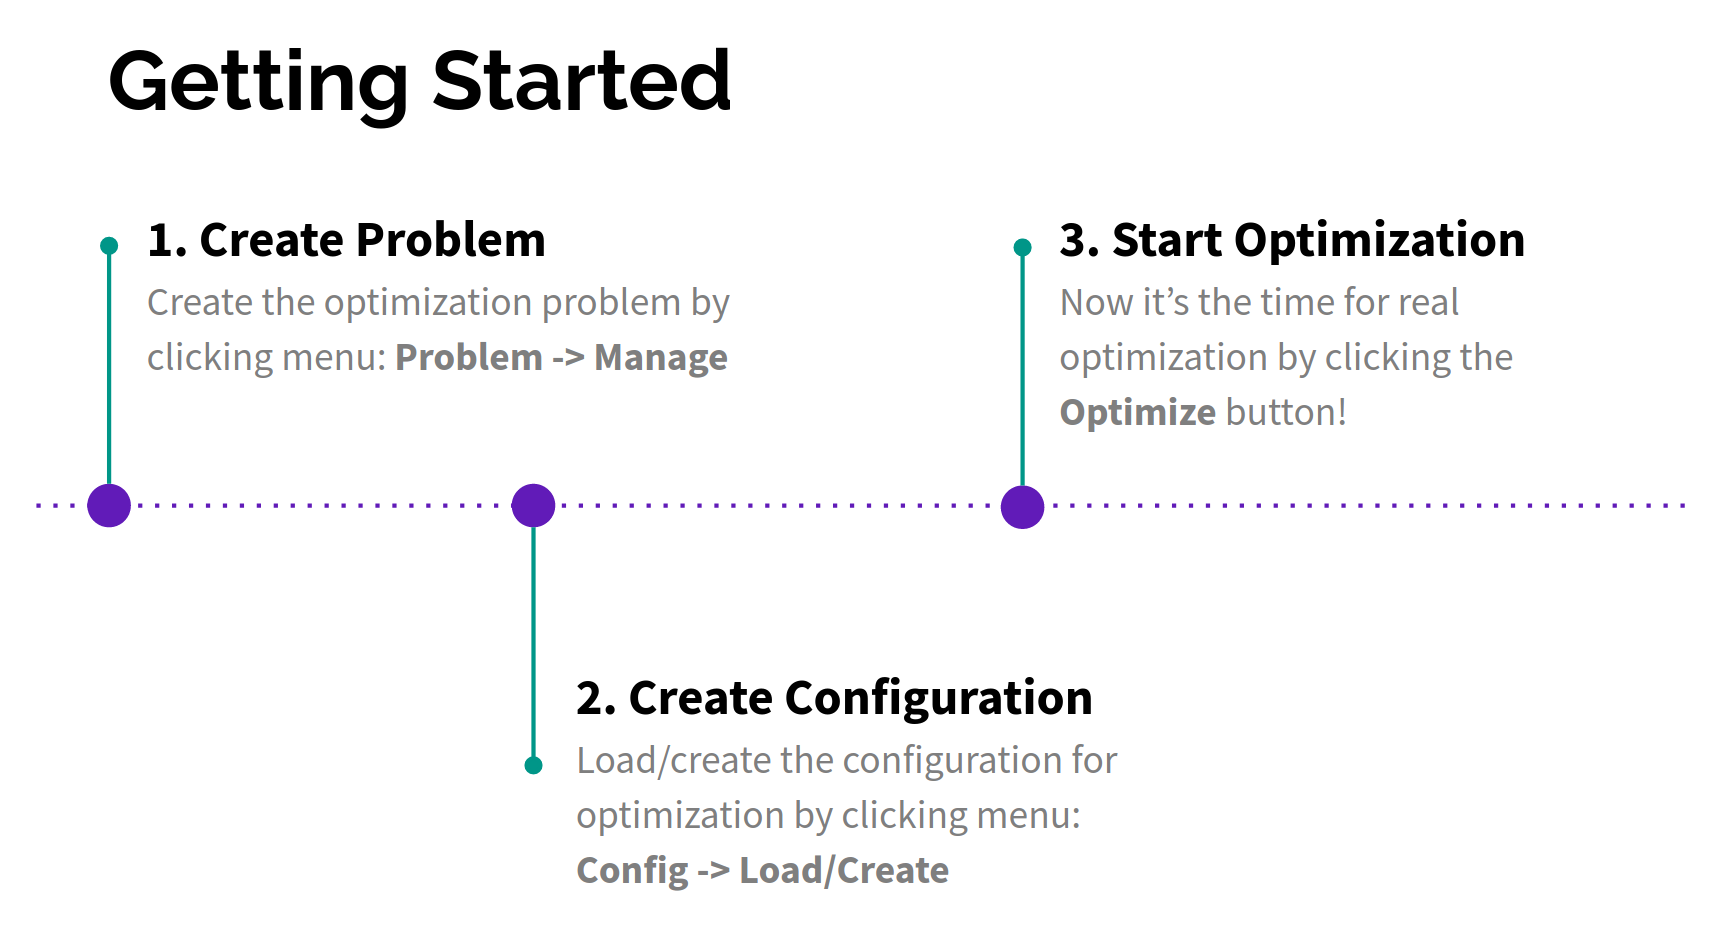 Getting Started
1. Create Problem
Create the optimization problem by
clicking menu: Problem -> Manage
2. Create Configuration
Load/create the configuration for
optimization by clicking menu:
Config -> Load/Create
3. Start Optimization
Now it’s the time for real
optimization by clicking the
Optimize button!